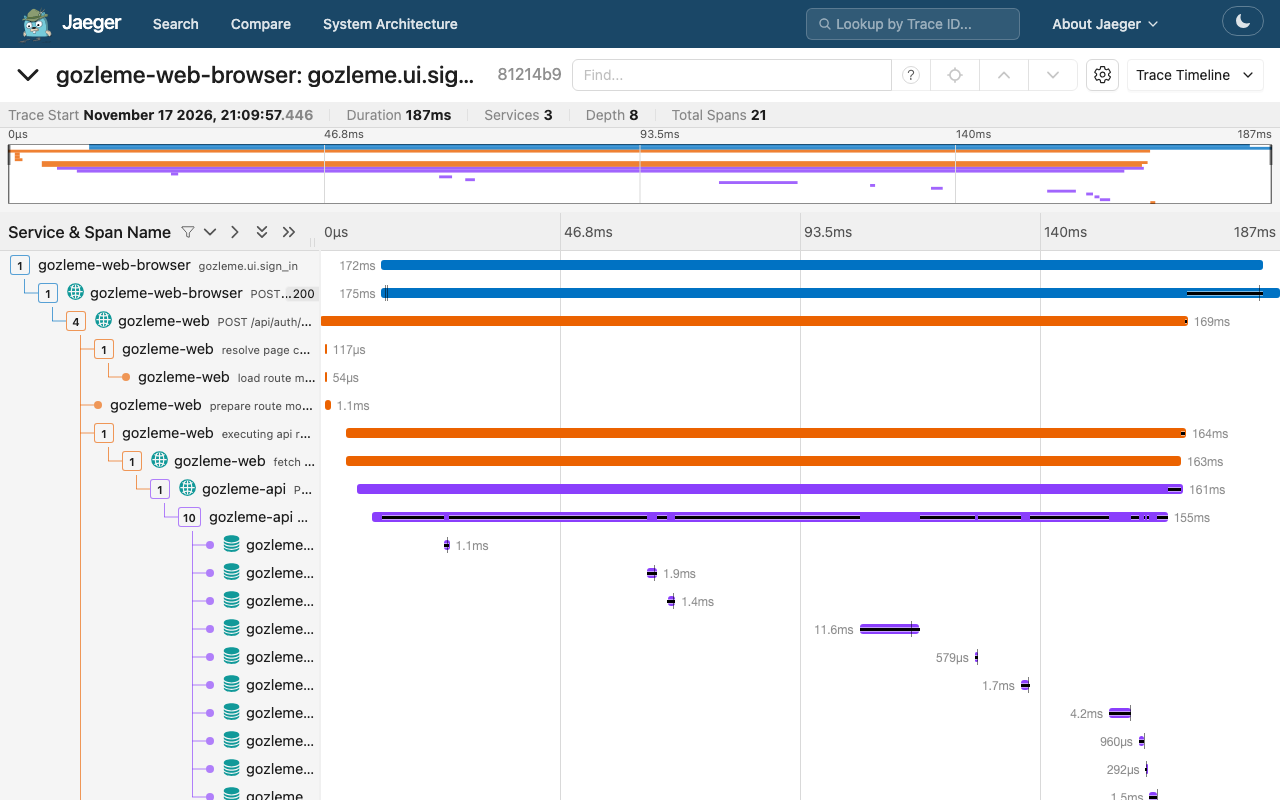 Jaeger Search Compare System Architecture Lookup by Trace ID... About Jaeger
gozleme-web-browser: gozleme.ui.sig... 81214b9 Find... ? Trace Timeline
Trace Start November 17 2026, 21:09:57.446 Duration 187ms Services 3 Depth 8 Total Spans 21
0μs 46.8ms 93.5ms 140ms 187ms
Service & Span Name 0μs 46.8ms 93.5ms 140ms 187ms
1 gozleme-web-browser gozleme.ui.sign_in 172ms
1 gozleme-web-browser POST...200 175ms
4 gozleme-web POST /api/auth/... 169ms
1 gozleme-web resolve page c... 117μs
gozleme-web load route m... 54μs
gozleme-web prepare route mo... 1.1ms
1 gozleme-web executing api r... 164ms
1 gozleme-web fetch ... 163ms
1 gozleme-api P... 161ms
10 gozleme-api ... 155ms
gozleme... 1.1ms
gozleme... 1.9ms
gozleme... 1.4ms
gozleme... 11.6ms
gozleme... 579μs
gozleme... 1.7ms
gozleme... 4.2ms
gozleme... 960μs
gozleme... 292μs
gozleme... 1.5ms